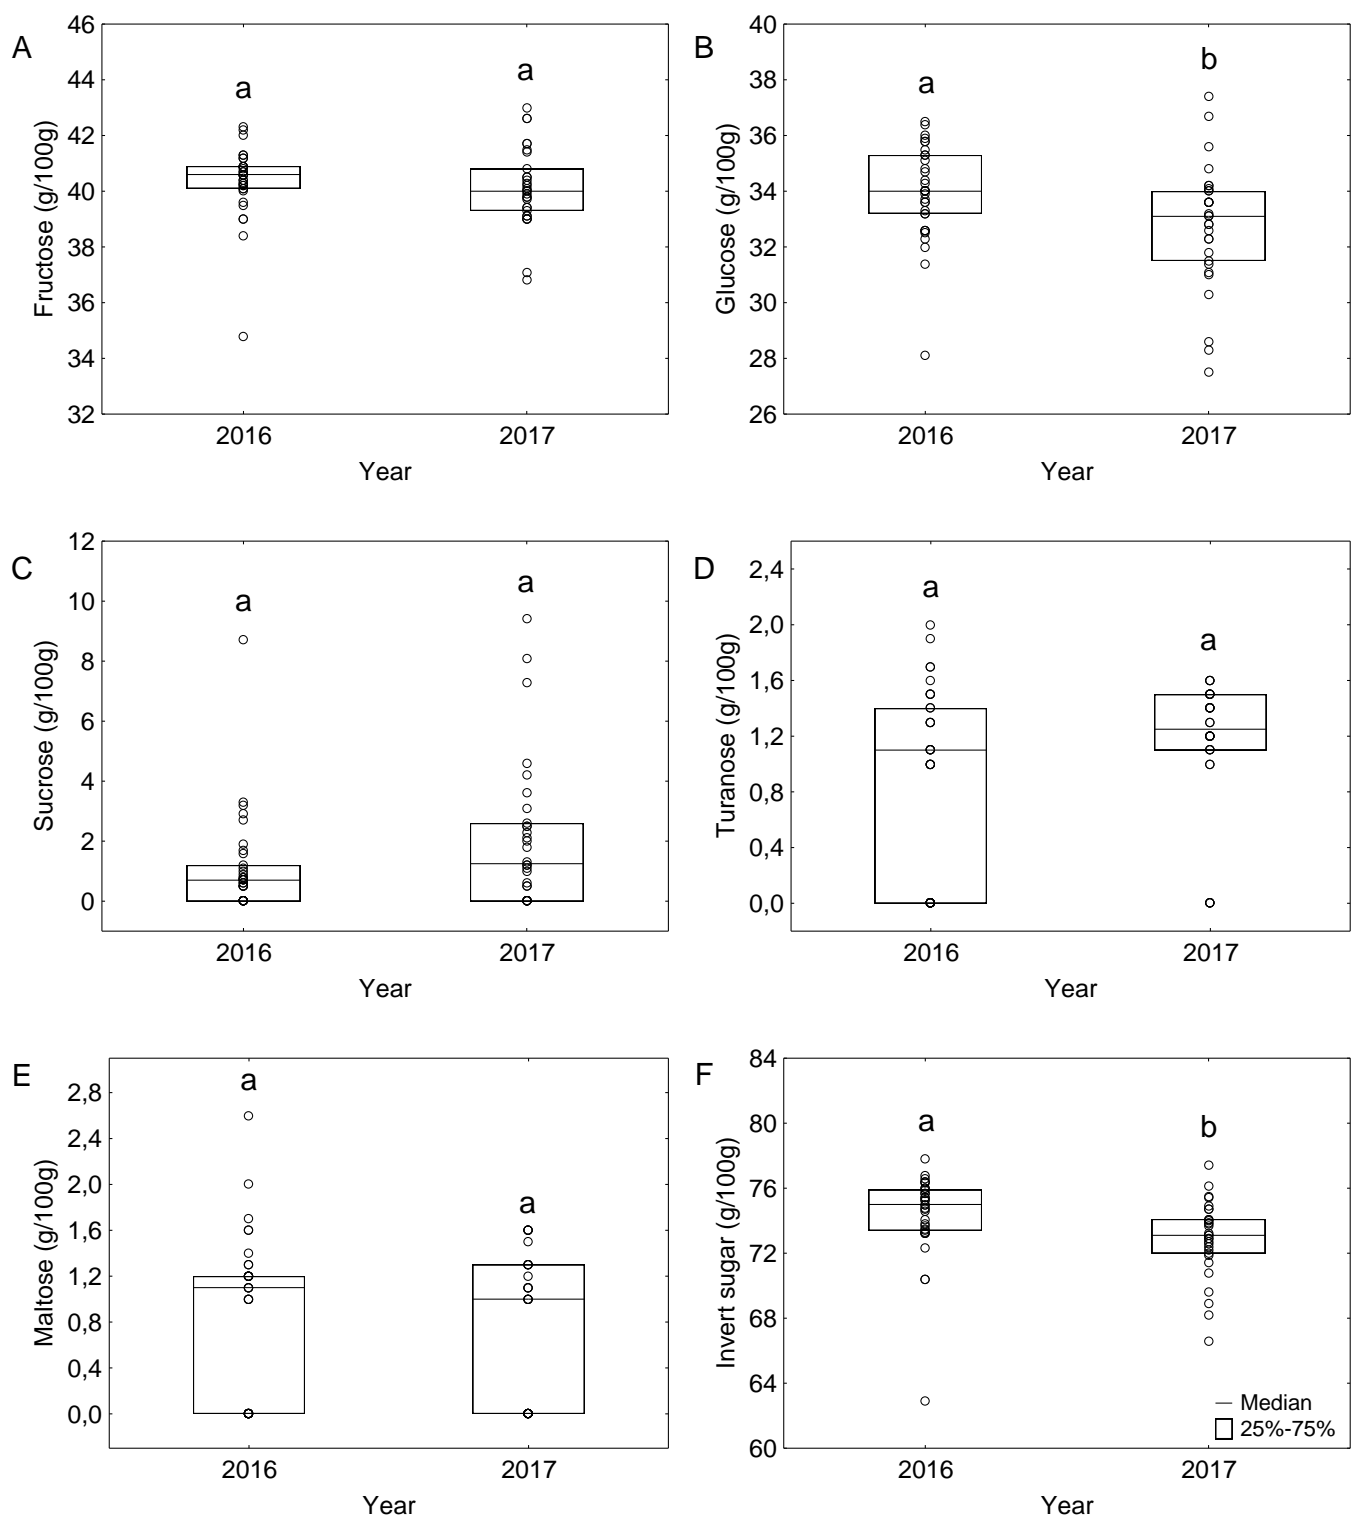 A
Fructose (g/100g)
46
44
42
40
38
36
34
32
a
a
2016
2017
Year
B
Glucose (g/100g)
40
38
36
34
32
30
28
26
a
b
2016
2017
Year
C
Sucrose (g/100g)
12
10
8
6
4
2
0
a
a
2016
2017
Year
D
Turanose (g/100g)
2,4
2,0
1,6
1,2
0,8
0,4
0,0
a
a
2016
2017
Year
E
Maltose (g/100g)
2,8
2,4
2,0
1,6
1,2
0,8
0,4
0,0
a
a
2016
2017
Year
F
Invert sugar (g/100g)
84
80
76
72
68
64
60
a
b
Median
25%-75%
2016
2017
Year